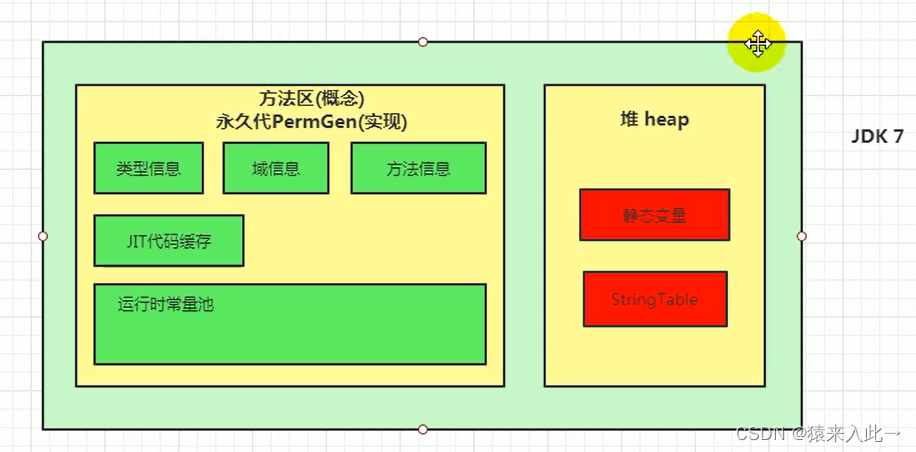 方法区(概念)
永久代PermGen(实现)
类型信息
域信息
方法信息
JIT代码缓存
运行时常量池
堆 heap
静态变量
StringTable
JDK 7
CSDN @猿来入此→